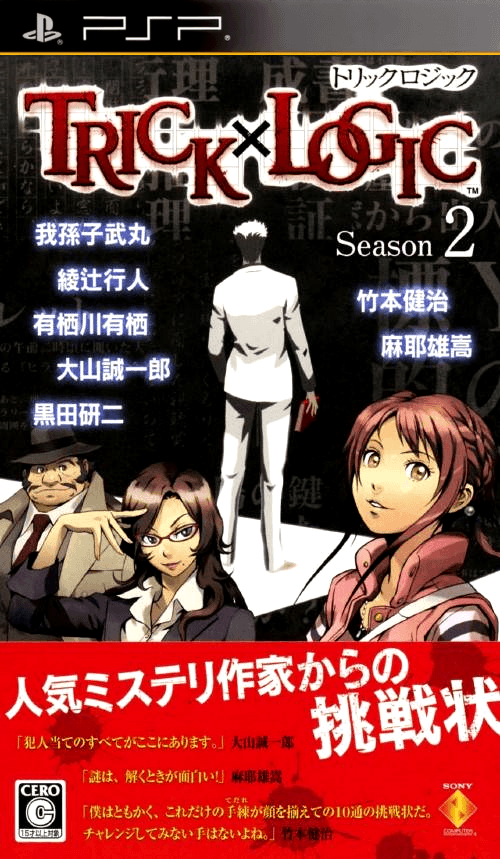 PSP
トリックロジック
TRICK×LOGIC
TM
Season 2
我孫子武丸
綾辻行人
有栖川有栖
大山誠一郎
黒田研二
竹本健治
麻耶雄嵩
人気ミステリ作家からの
挑戦状
「犯人当てのすべてがここにあります。」大山誠一郎
「謎は、解くときが面白い!」麻耶雄嵩
てだれ
「僕はともかく、これだけの手練が顔を揃えての10通の挑戦状だ。
チャレンジしてみない手はないよね。」竹本健治
CERO
C
15才以上対象
SONY
COMPUTER